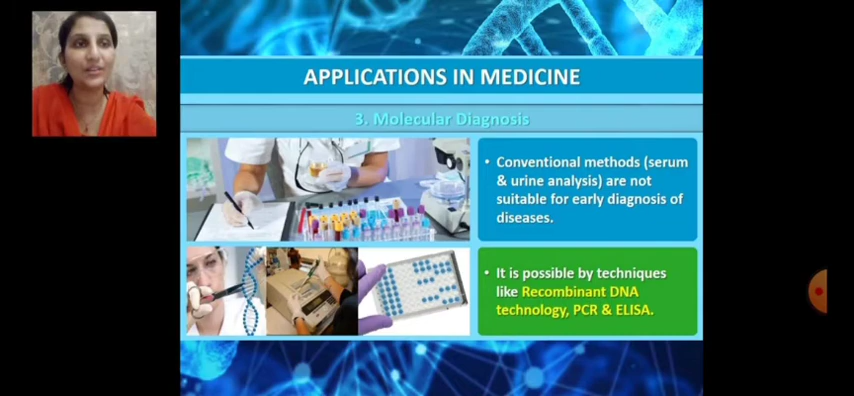 APPLICATIONS IN MEDICINE
3. Molecular Diagnosis
• Conventional methods (serum
& urine analysis) are not
suitable for early diagnosis of
diseases.
• It is possible by techniques
like Recombinant DNA
technology, PCR & ELISA.